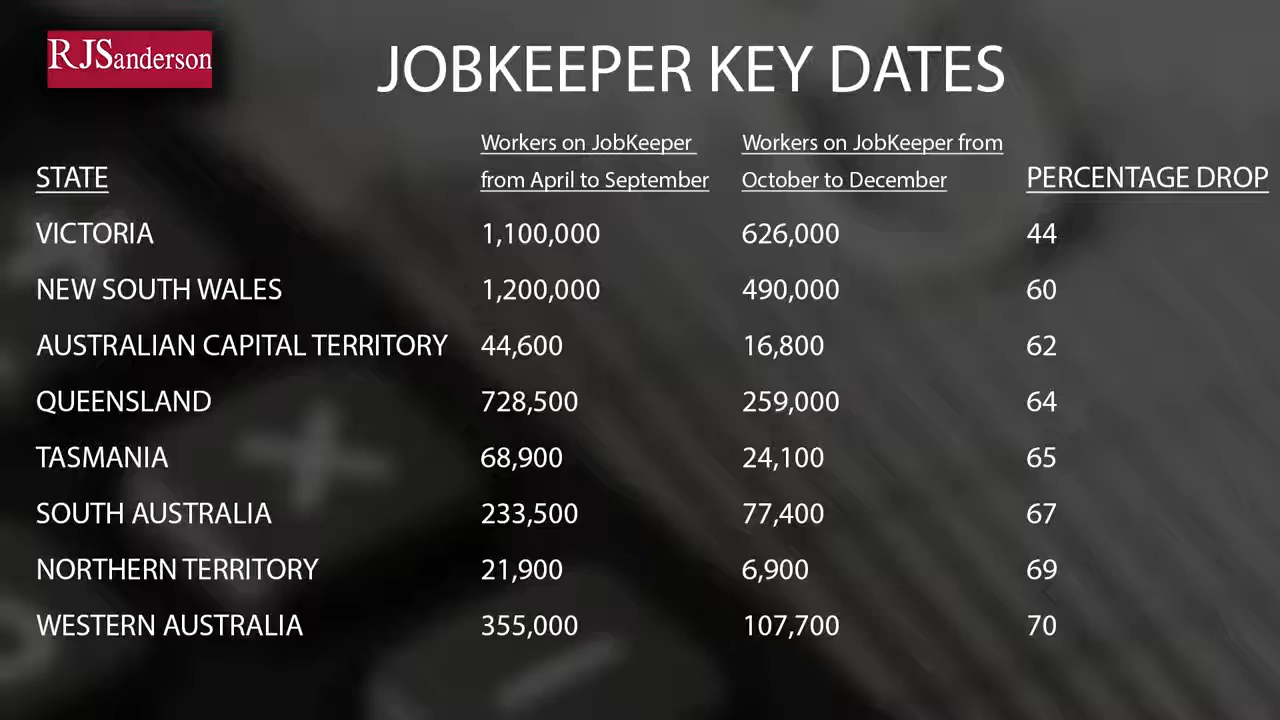 RJSanderson
JOBKEEPER KEY DATES
STATE
Workers on JobKeeper
from April to September
Workers on JobKeeper from
October to December
PERCENTAGE DROP
VICTORIA 1,100,000 626,000 44
NEW SOUTH WALES 1,200,000 490,000 60
AUSTRALIAN CAPITAL TERRITORY 44,600 16,800 62
QUEENSLAND 728,500 259,000 64
TASMANIA 68,900 24,100 65
SOUTH AUSTRALIA 233,500 77,400 67
NORTHERN TERRITORY 21,900 6,900 69
WESTERN AUSTRALIA 355,000 107,700 70